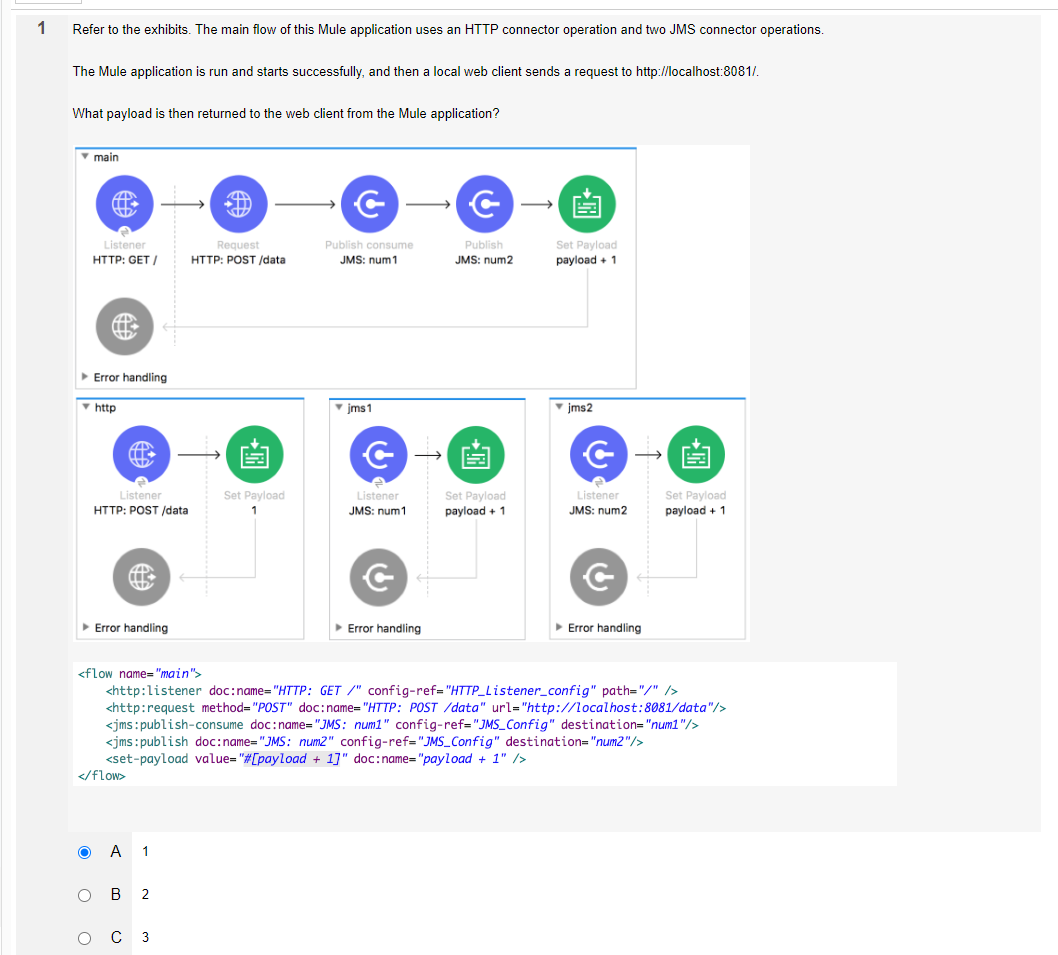 1 Refer to the exhibits. The main flow of this Mule application uses an HTTP connector operation and two JMS connector operations.
The Mule application is run and starts successfully, and then a local web client sends a request to http://localhost:8081/.
What payload is then returned to the web client from the Mule application?
main
Listener Request Publish consume Publish Set Payload
HTTP: GET / HTTP: POST /data JMS: num1 JMS: num2 payload + 1
Error handling
http jms1 jms2
Listener Set Payload Listener Set Payload Listener Set Payload
HTTP: POST /data 1 JMS: num1 payload + 1 JMS: num2 payload + 1
Error handling Error handling Error handling
<flow name="main">
<http:listener doc:name="HTTP: GET /" config-ref="HTTP_Listener_config" path="/" />
<http:request method="POST" doc:name="HTTP: POST /data" url="http://localhost:8081/data"/>
<jms:publish-consume doc:name="JMS: num1" config-ref="JMS_Config" destination="num1"/>
<jms:publish doc:name="JMS: num2" config-ref="JMS_Config" destination="num2"/>
<set-payload value="#[payload + 1]" doc:name="payload + 1" />
</flow>
A 1
B 2
C 3